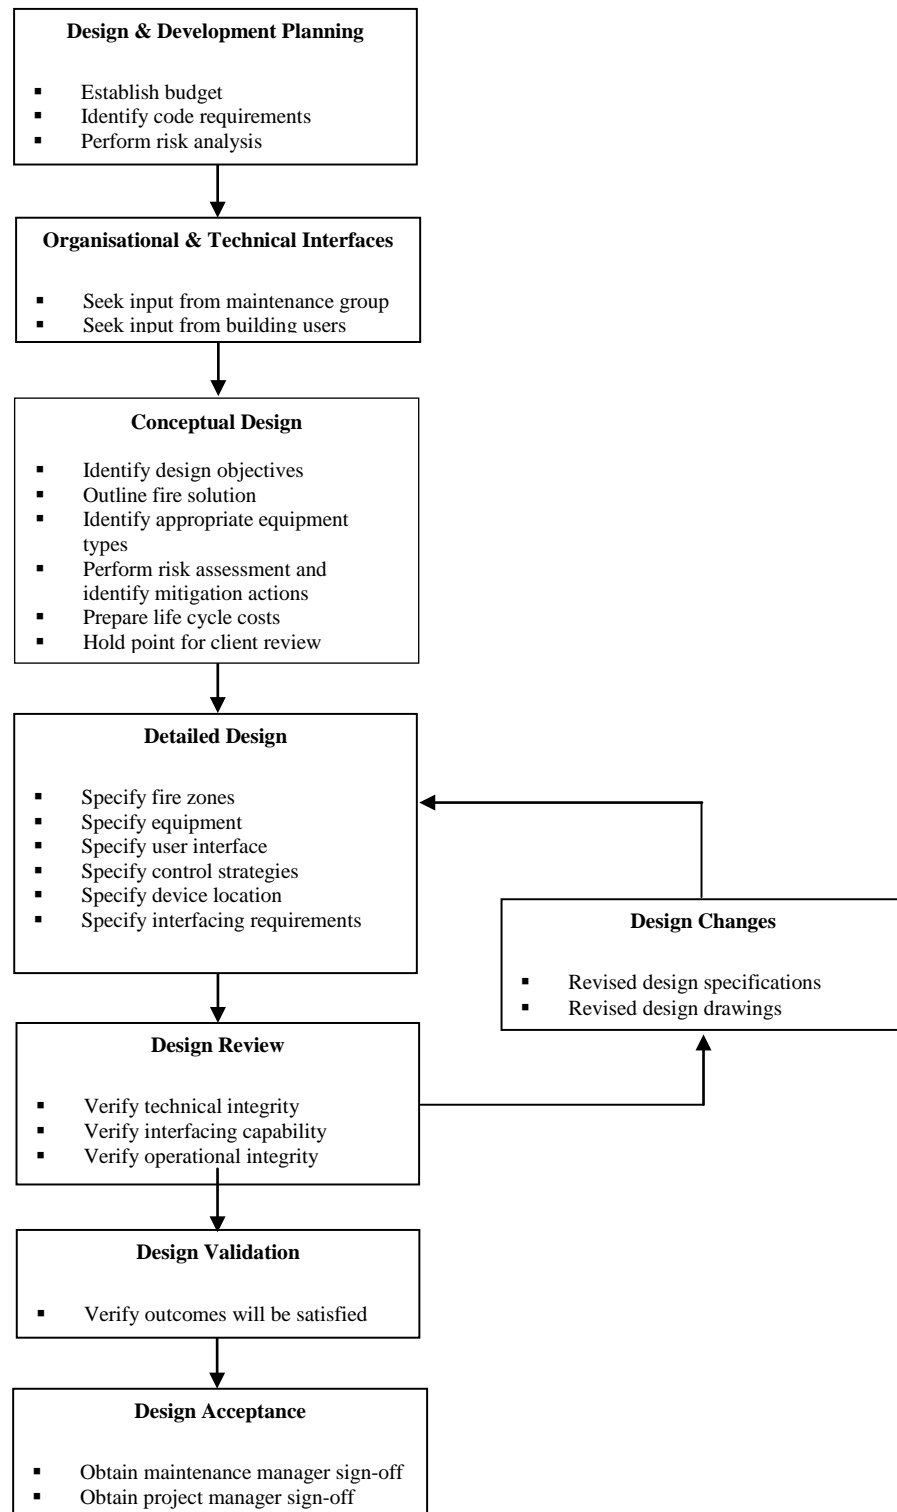 Design & Development Planning
▪ Establish budget
▪ Identify code requirements
▪ Perform risk analysis
Organisational & Technical Interfaces
▪ Seek input from maintenance group
▪ Seek input from building users
Conceptual Design
▪ Identify design objectives
▪ Outline fire solution
▪ Identify appropriate equipment
types
▪ Perform risk assessment and
identify mitigation actions
▪ Prepare life cycle costs
▪ Hold point for client review
Detailed Design
▪ Specify fire zones
▪ Specify equipment
▪ Specify user interface
▪ Specify control strategies
▪ Specify device location
▪ Specify interfacing requirements
Design Changes
▪ Revised design specifications
▪ Revised design drawings
Design Review
▪ Verify technical integrity
▪ Verify interfacing capability
▪ Verify operational integrity
Design Validation
▪ Verify outcomes will be satisfied
Design Acceptance
▪ Obtain maintenance manager sign-off
▪ Obtain project manager sign-off